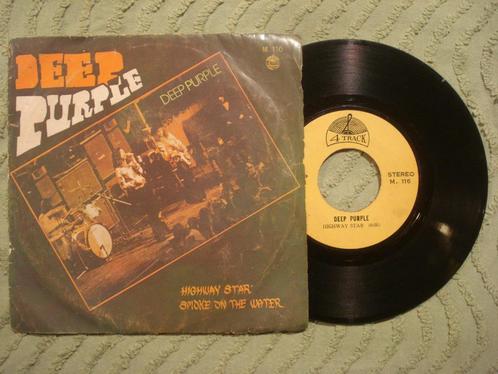 DEEP
PURPLE
M. 116
DEEP PURPLE
HIGHWAY STAR
SMOKE ON THE WATER
4 TRACK
STEREO
M. 116
DEEP PURPLE
HIGHWAY STAR